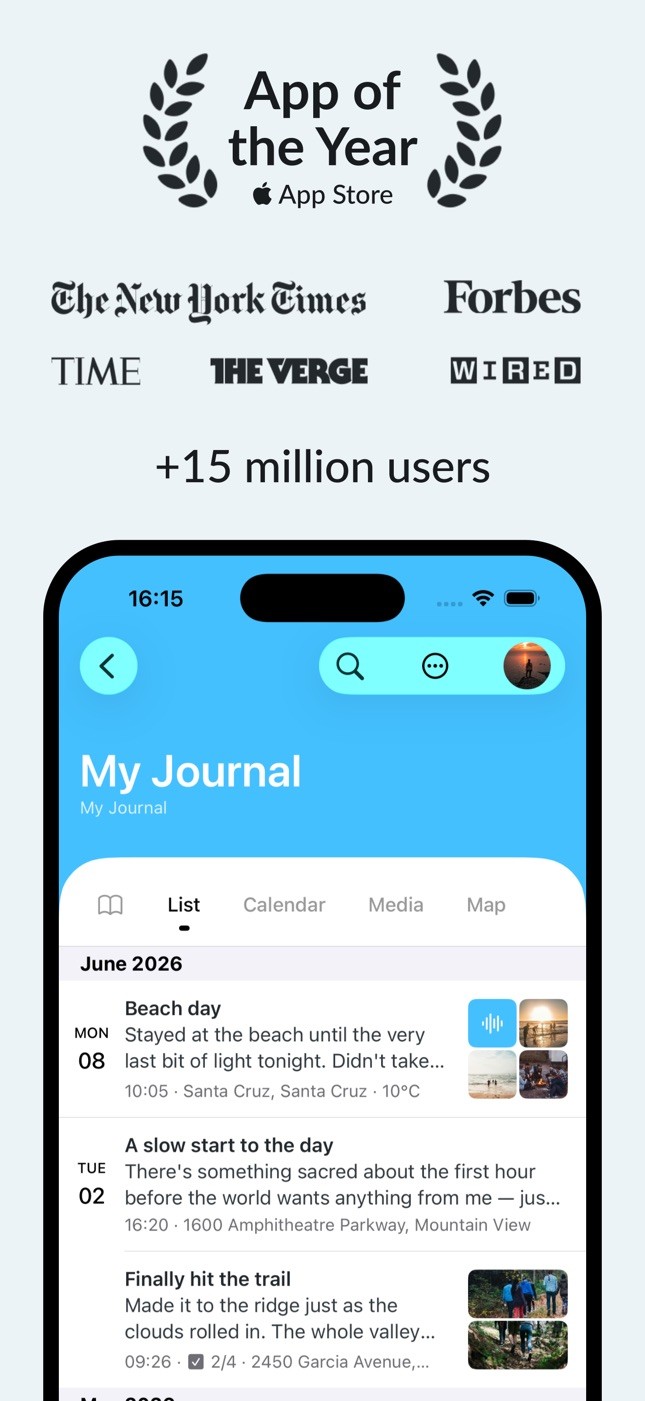 App of
the Year
App Store
The New York Times
Forbes
TIME
THE VERGE
WIRED
+15 million users
16:15
My Journal
My Journal
List
Calendar
Media
Map
June 2026
MON
08
Beach day
Stayed at the beach until the very
last bit of light tonight. Didn't take...
10:05 · Santa Cruz, Santa Cruz · 10°C
TUE
02
A slow start to the day
There's something sacred about the first hour
before the world wants anything from me — jus...
16:20 · 1600 Amphitheatre Parkway, Mountain View
Finally hit the trail
Made it to the ridge just as the
clouds rolled in. The whole valley...
09:26 · 2/4 · 2450 Garcia Avenue,...